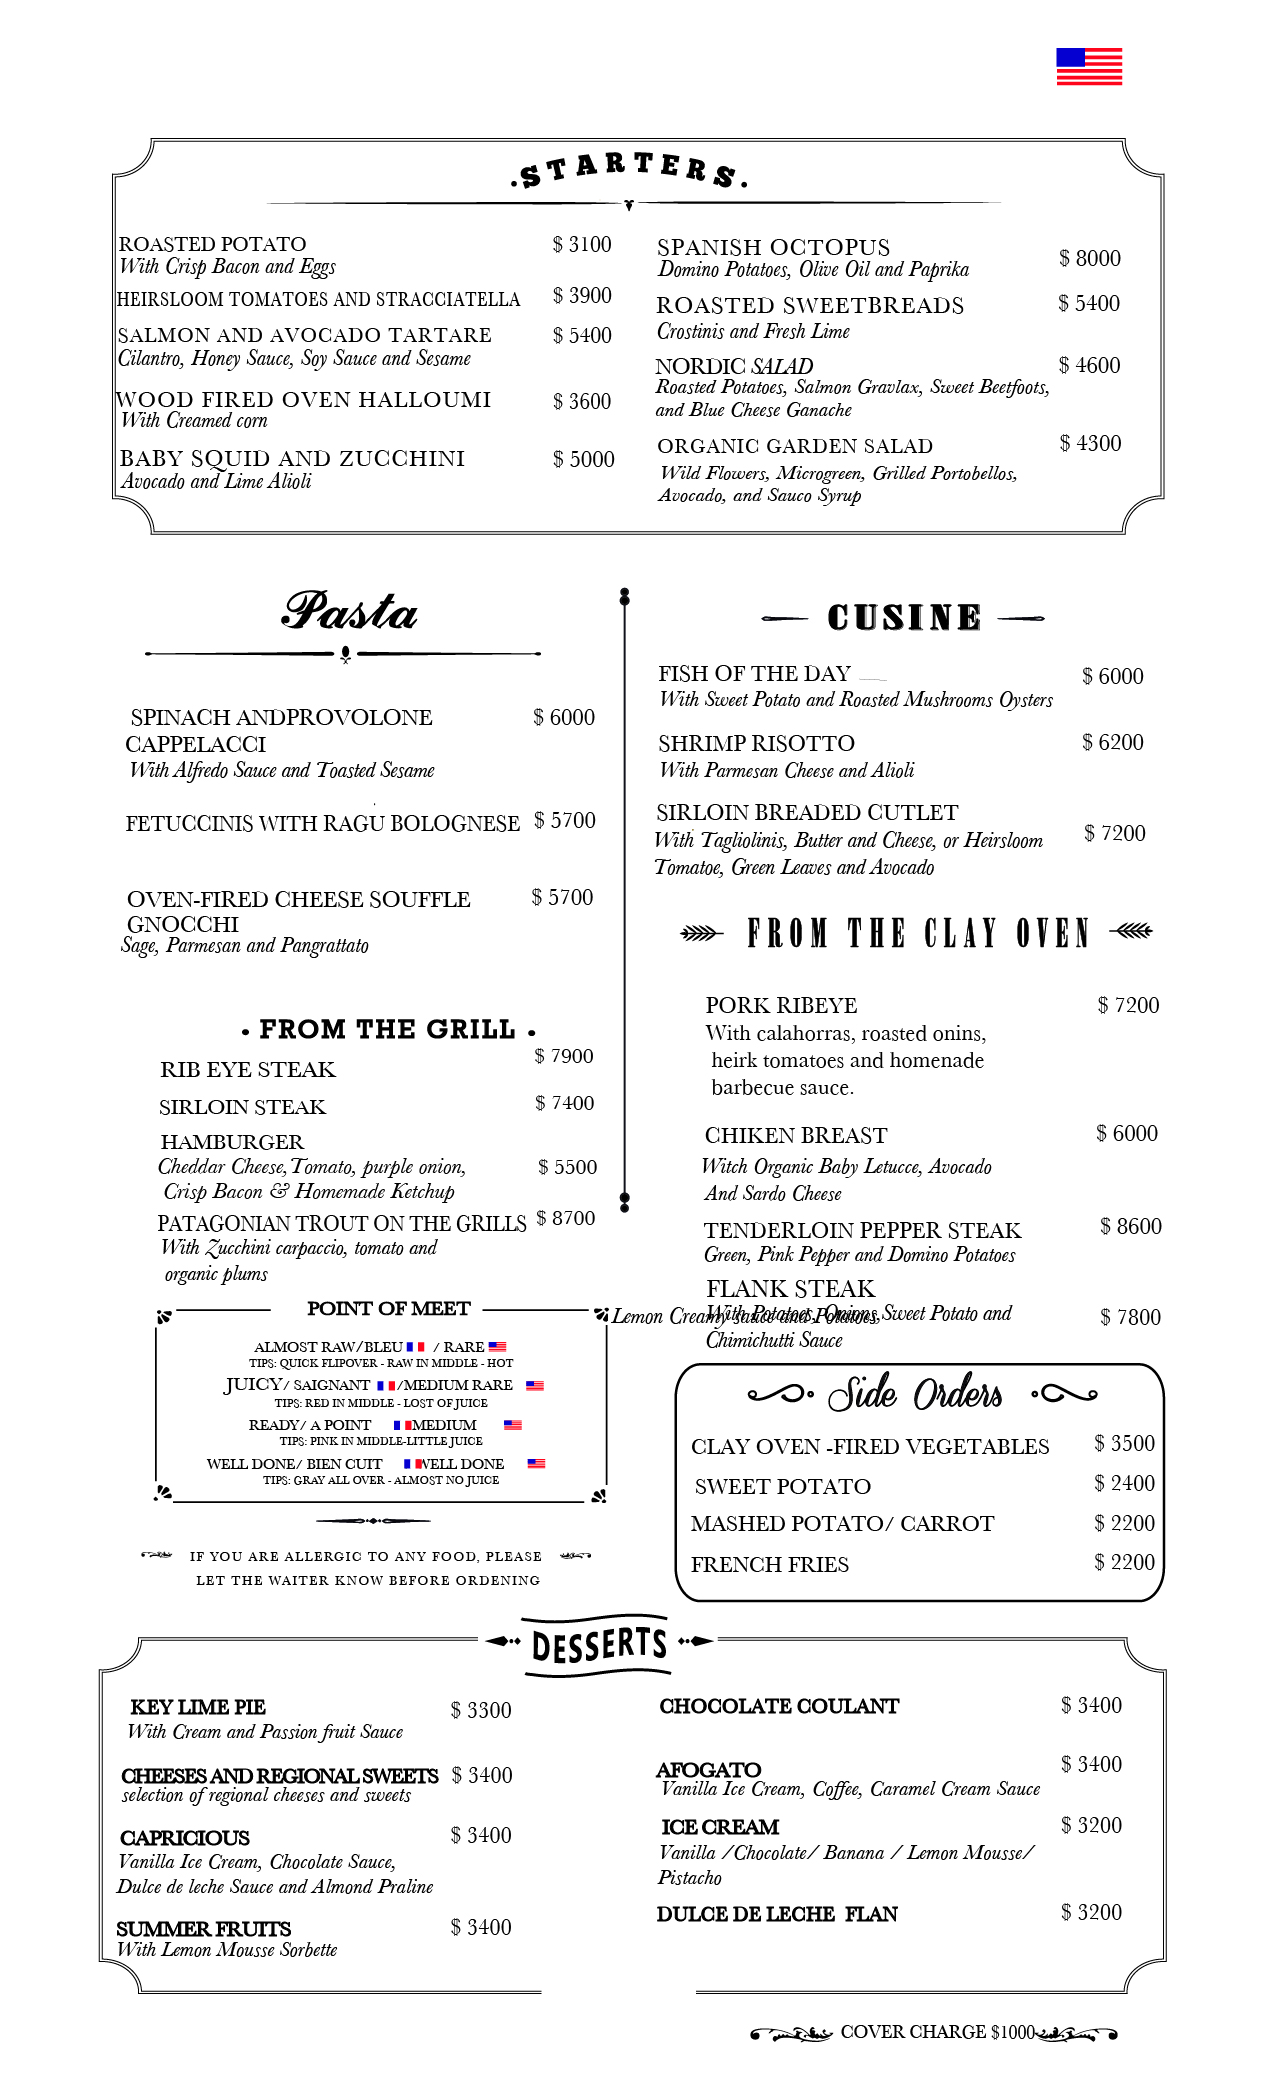 ·STARTERS·
ROASTED POTATO $ 3100
With Crisp Bacon and Eggs
HEIRSLOOM TOMATOES AND STRACCIATELLA $ 3900
SALMON AND AVOCADO TARTARE $ 5400
Cilantro, Honey Sauce, Soy Sauce and Sesame
WOOD FIRED OVEN HALLOUMI $ 3600
With Creamed corn
BABY SQUID AND ZUCCHINI $ 5000
Avocado and Lime Alioli
SPANISH OCTOPUS $ 8000
Domino Potatoes, Olive Oil and Paprika
ROASTED SWEETBREADS $ 5400
Crostinis and Fresh Lime
NORDIC SALAD $ 4600
Roasted Potatoes, Salmon Gravlax, Sweet Beetfoots,
and Blue Cheese Ganache
ORGANIC GARDEN SALAD $ 4300
Wild Flowers, Microgreen, Grilled Portobellos,
Avocado, and Sauco Syrup
Pasta
SPINACH ANDPROVOLONE $ 6000
CAPPELACCI
With Alfredo Sauce and Toasted Sesame
FETUCCINIS WITH RAGU BOLOGNESE $ 5700
OVEN-FIRED CHEESE SOUFFLE $ 5700
GNOCCHI
Sage, Parmesan and Pangrattato
· FROM THE GRILL ·
RIB EYE STEAK $ 7900
SIRLOIN STEAK $ 7400
HAMBURGER
Cheddar Cheese, Tomato, purple onion, $ 5500
Crisp Bacon & Homemade Ketchup
PATAGONIAN TROUT ON THE GRILLS $ 8700
With Zucchini carpaccio, tomato and
organic plums
POINT OF MEET
ALMOST RAW/BLEU / RARE
TIPS: QUICK FLIPOVER - RAW IN MIDDLE - HOT
JUICY/ SAIGNANT /MEDIUM RARE
TIPS: RED IN MIDDLE - LOST OF JUICE
READY/ A POINT MEDIUM
TIPS: PINK IN MIDDLE-LITTLE JUICE
WELL DONE/ BIEN CUIT WELL DONE
TIPS: GRAY ALL OVER - ALMOST NO JUICE
IF YOU ARE ALLERGIC TO ANY FOOD, PLEASE
LET THE WAITER KNOW BEFORE ORDENING
CUSINE
FISH OF THE DAY $ 6000
With Sweet Potato and Roasted Mushrooms Oysters
SHRIMP RISOTTO $ 6200
With Parmesan Cheese and Alioli
SIRLOIN BREADED CUTLET
With Tagliolinis, Butter and Cheese, or Heirsloom $ 7200
Tomatoe, Green Leaves and Avocado
FROM THE CLAY OVEN
PORK RIBEYE $ 7200
With calahorras, roasted onins,
heirk tomatoes and homenade
barbecue sauce.
CHIKEN BREAST $ 6000
Witch Organic Baby Letucce, Avocado
And Sardo Cheese
TENDERLOIN PEPPER STEAK $ 8600
Green, Pink Pepper and Domino Potatoes
FLANK STEAK
Lemon Creamy sauce and Potatoes,
With Potatoes, Onions, Sweet Potato and $ 7800
Chimichutti Sauce
Side Orders
CLAY OVEN -FIRED VEGETABLES $ 3500
SWEET POTATO $ 2400
MASHED POTATO/ CARROT $ 2200
FRENCH FRIES $ 2200
DESSERTS
KEY LIME PIE $ 3300
With Cream and Passion fruit Sauce
CHEESES AND REGIONAL SWEETS $ 3400
selection of regional cheeses and sweets
CAPRICIOUS $ 3400
Vanilla Ice Cream, Chocolate Sauce,
Dulce de leche Sauce and Almond Praline
SUMMER FRUITS $ 3400
With Lemon Mousse Sorbette
CHOCOLATE COULANT $ 3400
AFOGATO $ 3400
Vanilla Ice Cream, Coffee, Caramel Cream Sauce
ICE CREAM $ 3200
Vanilla /Chocolate/ Banana / Lemon Mousse/
Pistacho
DULCE DE LECHE FLAN $ 3200
COVER CHARGE $1000